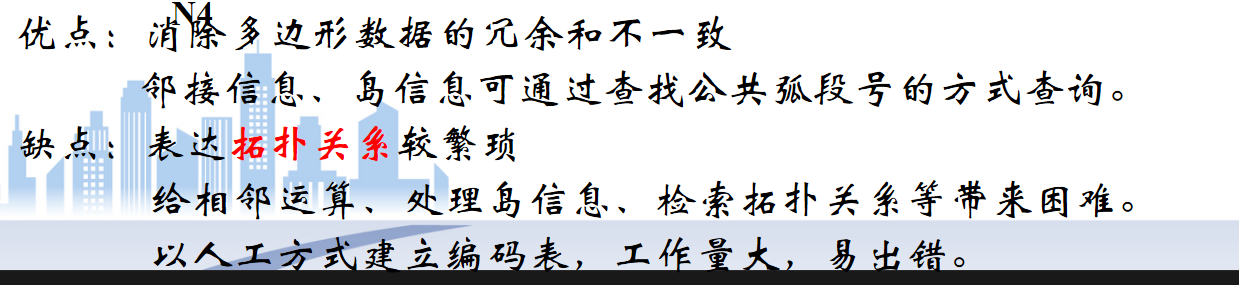 N4
优点：消除多边形数据的冗余和不一致
邻接信息、岛信息可通过查找公共弧段号的方式查询。
缺点：表达拓扑关系较繁琐
给相邻运算、处理岛信息、检索拓扑关系等带来困难。
以人工方式建立编码表，工作量大，易出错。